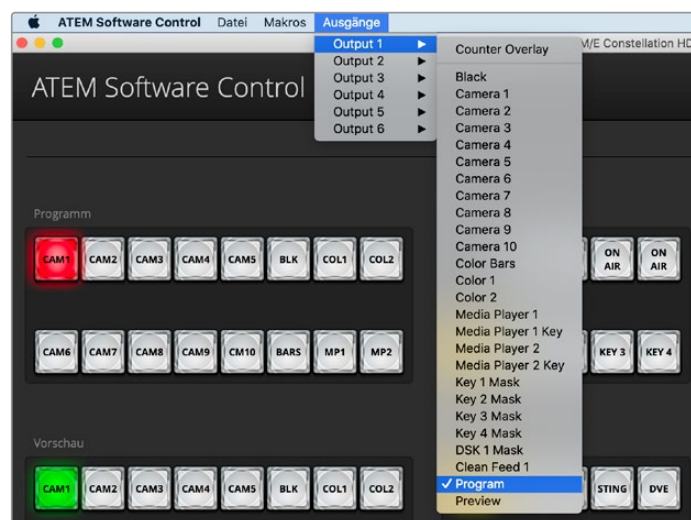 ATEM Software Control Datei Makros Ausgänge
M/E Constellation HD
ATEM Software Control
Output 1
Output 2
Output 3
Output 4
Output 5
Output 6
Counter Overlay
Black
Camera 1
Camera 2
Camera 3
Camera 4
Camera 5
Camera 6
Camera 7
Camera 8
Camera 9
Camera 10
Color Bars
Color 1
Color 2
Media Player 1
Media Player 1 Key
Media Player 2
Media Player 2 Key
Key 1 Mask
Key 2 Mask
Key 3 Mask
Key 4 Mask
DSK 1 Mask
Clean Feed 1
✓ Program
Preview
Programm
CAM1 CAM2 CAM3 CAM4 CAM5 BLK COL1 COL2
ON AIR ON AIR
CAM6 CAM7 CAM8 CAM9 CM10 BARS MP1 MP2
KEY 3 KEY 4
Vorschau
CAM1 CAM2 CAM3 CAM4 CAM5 BLK COL1 COL2
STING DVE